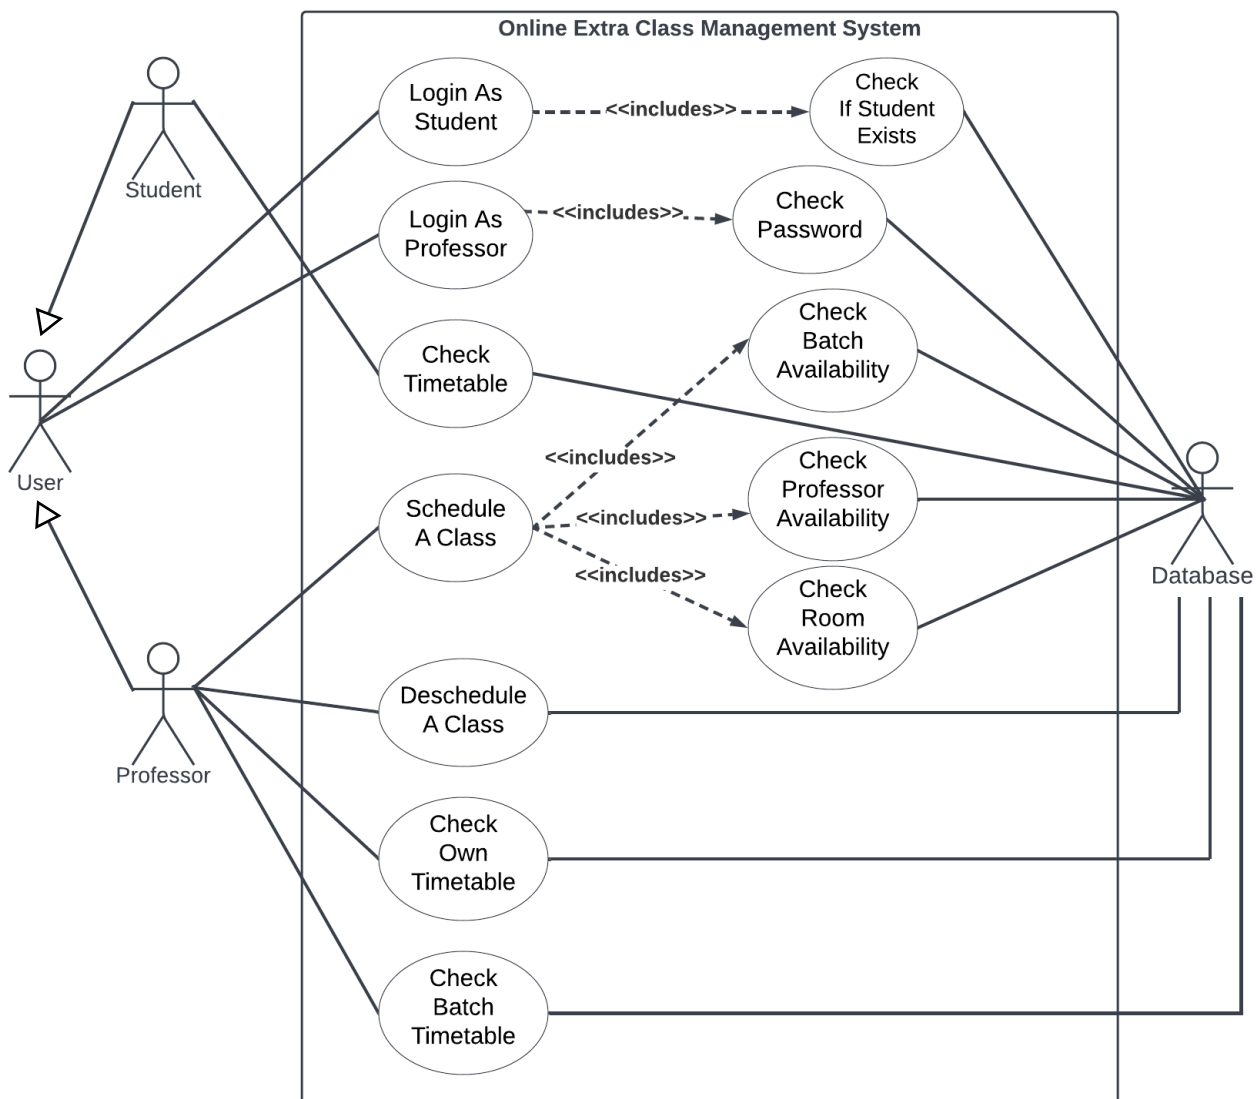 Online Extra Class Management System
Student
User
Professor
Database
Login As
Student
<<includes>>
Check
If Student
Exists
Login As
Professor
<<includes>>
Check
Password
Check
Timetable
Check
Batch
Availability
<<includes>>
Schedule
A Class
<<includes>>
Check
Professor
Availability
<<includes>>
Check
Room
Availability
Deschedule
A Class
Check
Own
Timetable
Check
Batch
Timetable